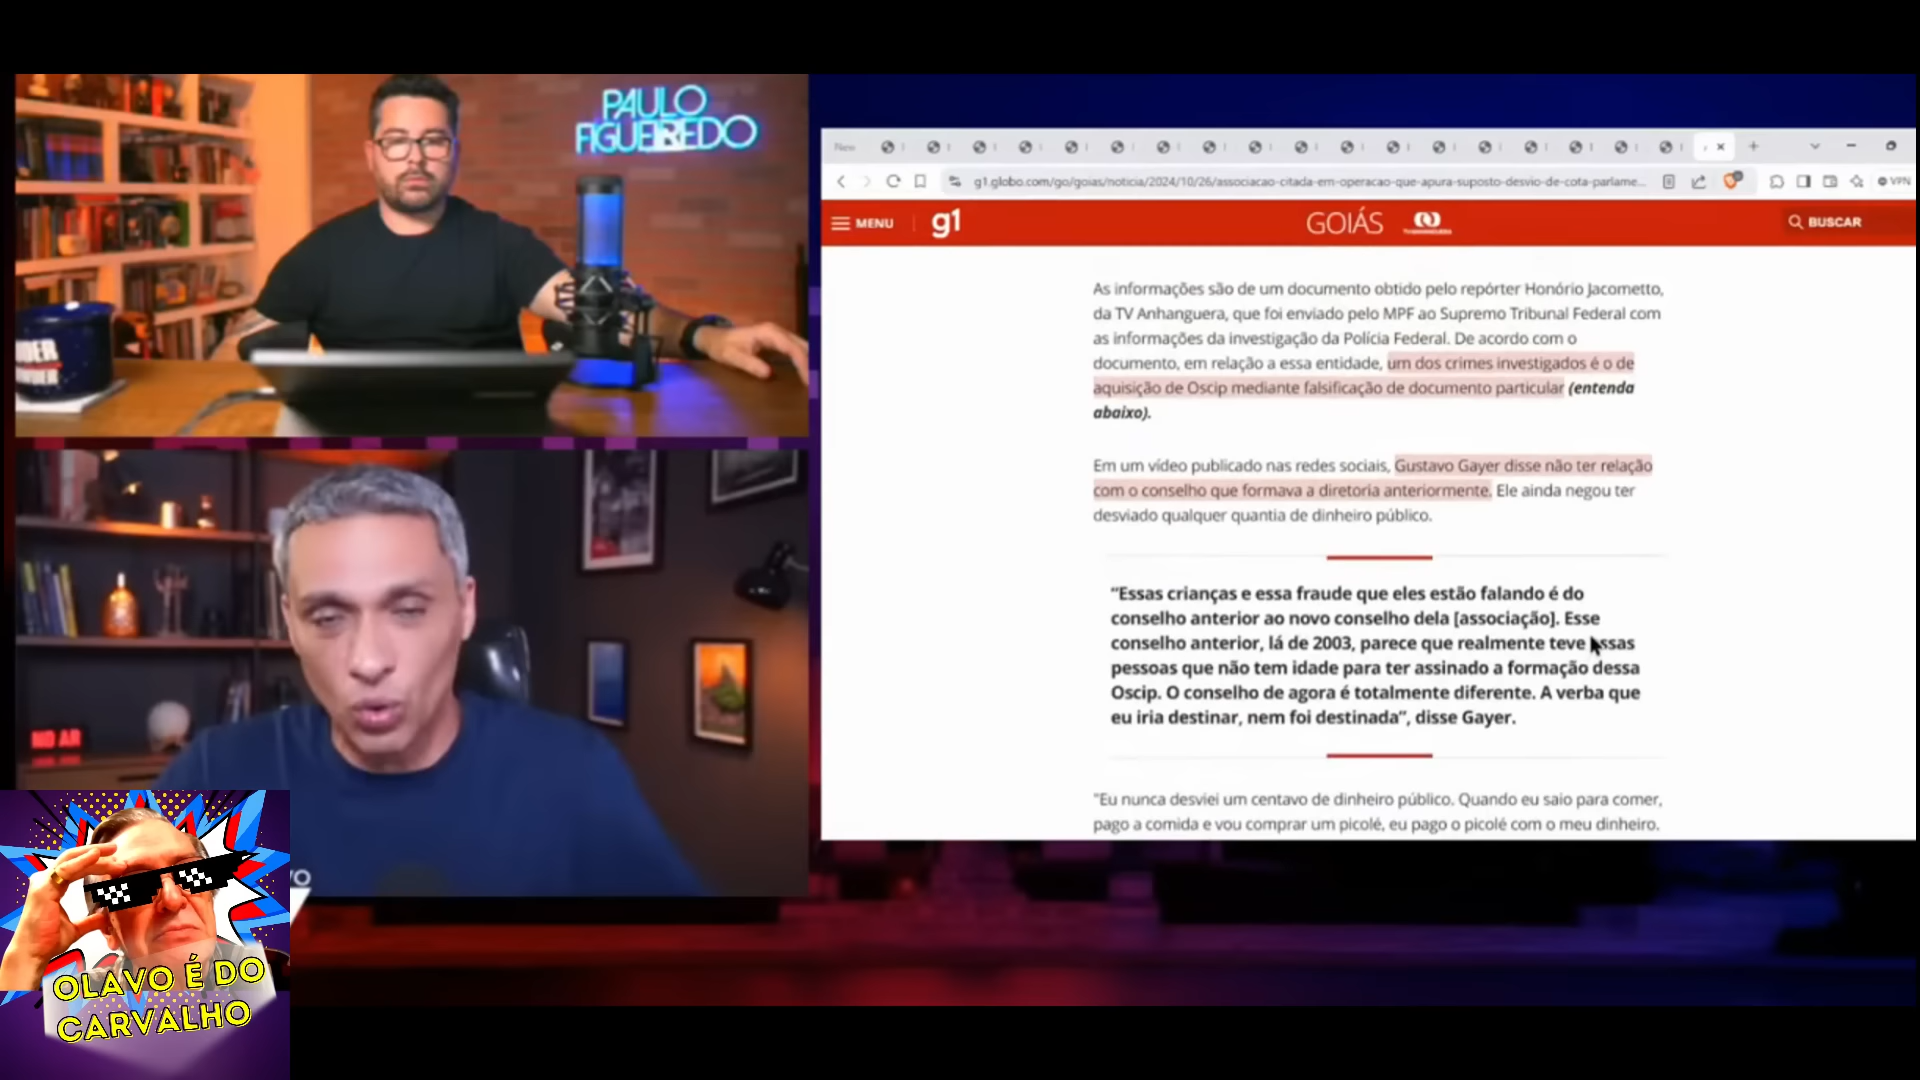 PAULO
FIGUEIREDO
NO AR
VO
OLAVO É DO
CARVALHO
New
g1.globo.com/go/goias/noticia/2024/10/26/associacao-citada-em-operacao-que-apura-suposto-desvio-de-cota-parlame...
VPN
MENU
g1
GOIÁS
BUSCAR
As informações são de um documento obtido pelo repórter Honório Jacometto,
da TV Anhanguera, que foi enviado pelo MPF ao Supremo Tribunal Federal com
as informações da investigação da Polícia Federal. De acordo com o
documento, em relação a essa entidade, um dos crimes investigados é o de
aquisição de Oscip mediante falsificação de documento particular (entenda
abaixo).
Em um vídeo publicado nas redes sociais, Gustavo Gayer disse não ter relação
com o conselho que formava a diretoria anteriormente. Ele ainda negou ter
desviado qualquer quantia de dinheiro público.
“Essas crianças e essa fraude que eles estão falando é do
conselho anterior ao novo conselho dela [associação]. Esse
conselho anterior, lá de 2003, parece que realmente teve essas
pessoas que não tem idade para ter assinado a formação dessa
Oscip. O conselho de agora é totalmente diferente. A verba que
eu iria destinar, nem foi destinada”, disse Gayer.
"Eu nunca desviei um centavo de dinheiro público. Quando eu saio para comer,
pago a comida e vou comprar um picolé, eu pago o picolé com o meu dinheiro.